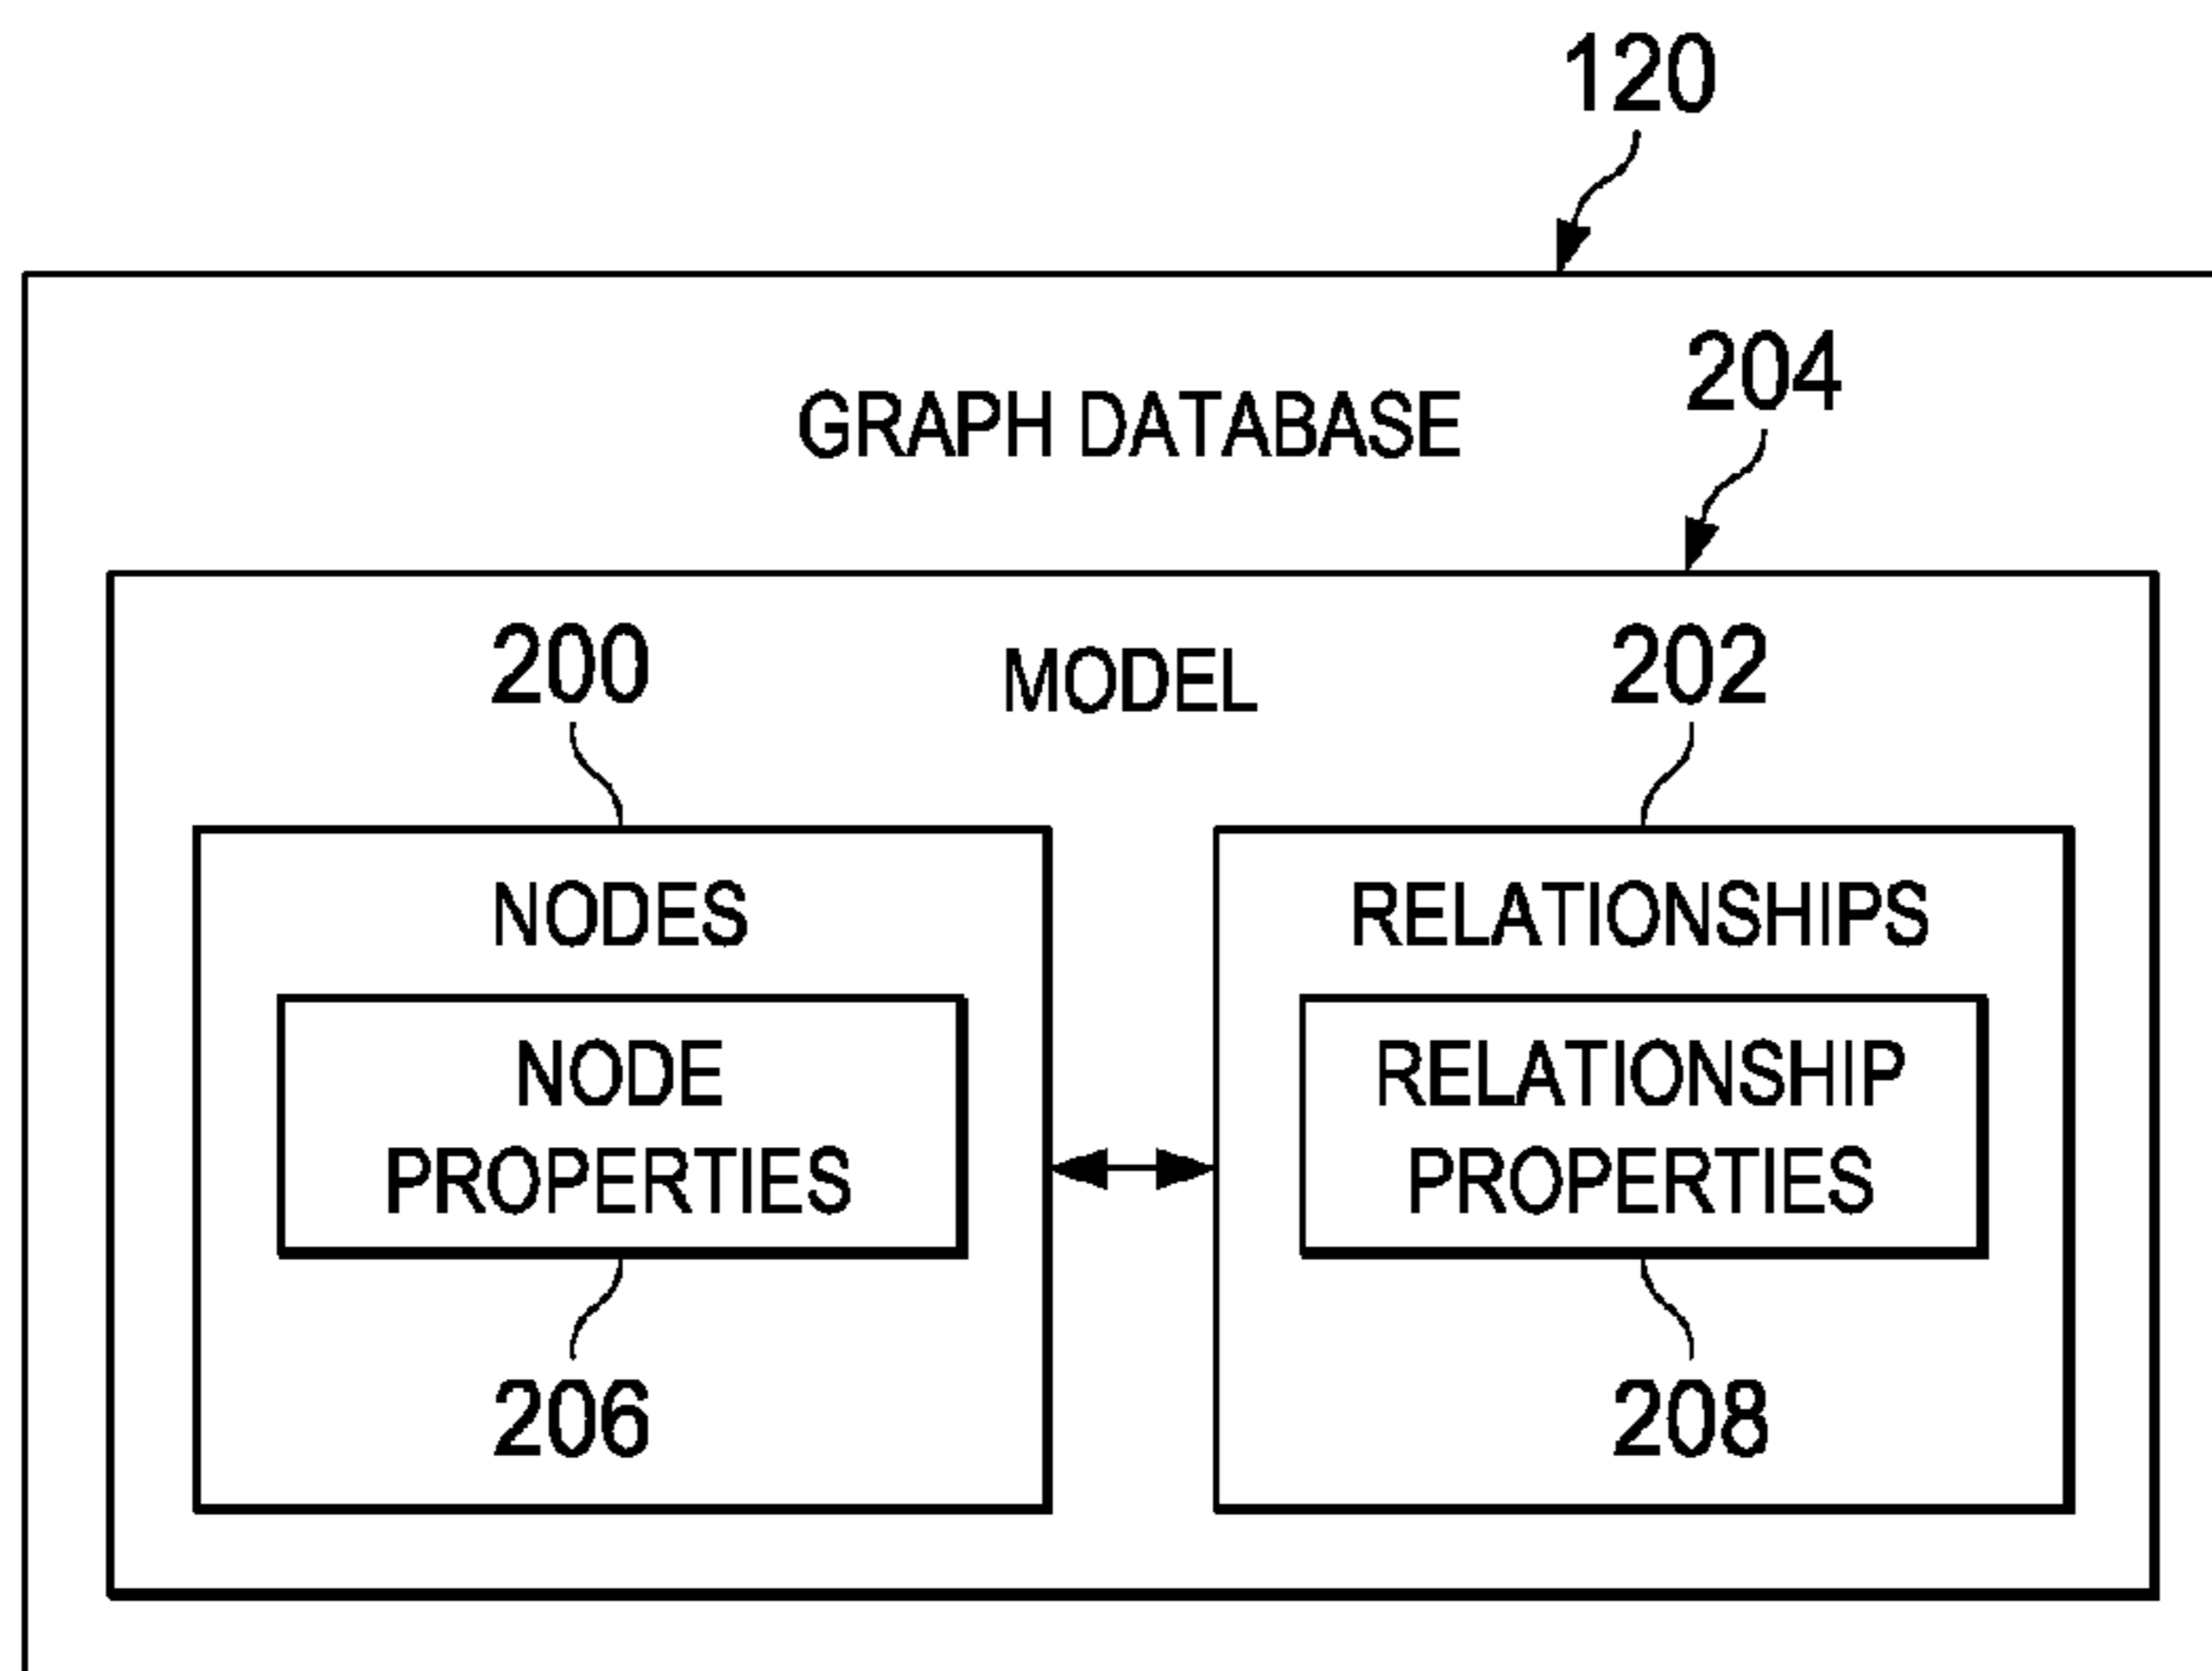 120
204
GRAPH DATABASE
200
MODEL
202
NODES
RELATIONSHIPS
NODE
PROPERTIES
RELATIONSHIP
PROPERTIES
206
208